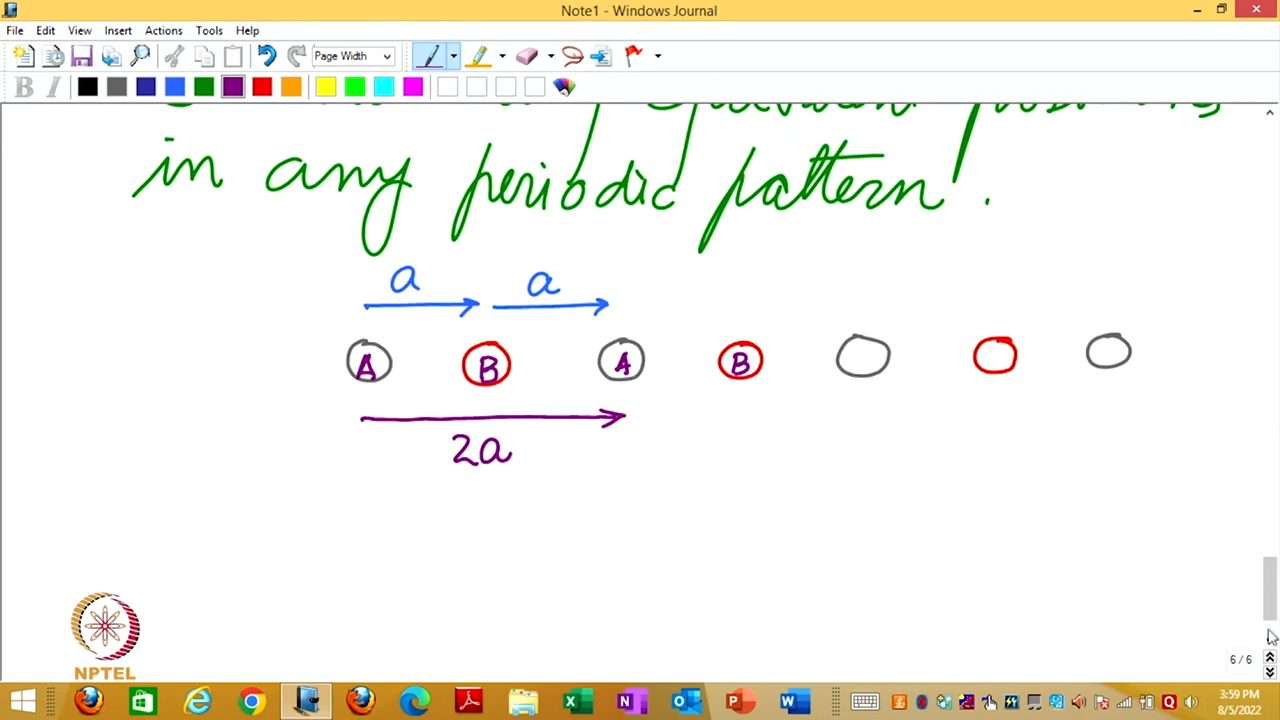 Note1 - Windows Journal
File Edit View Insert Actions Tools Help
Page Width
B I
in any periodic pattern.
a a
A B A B
2a
NPTEL
6 / 6
3:59 PM
8/5/2022